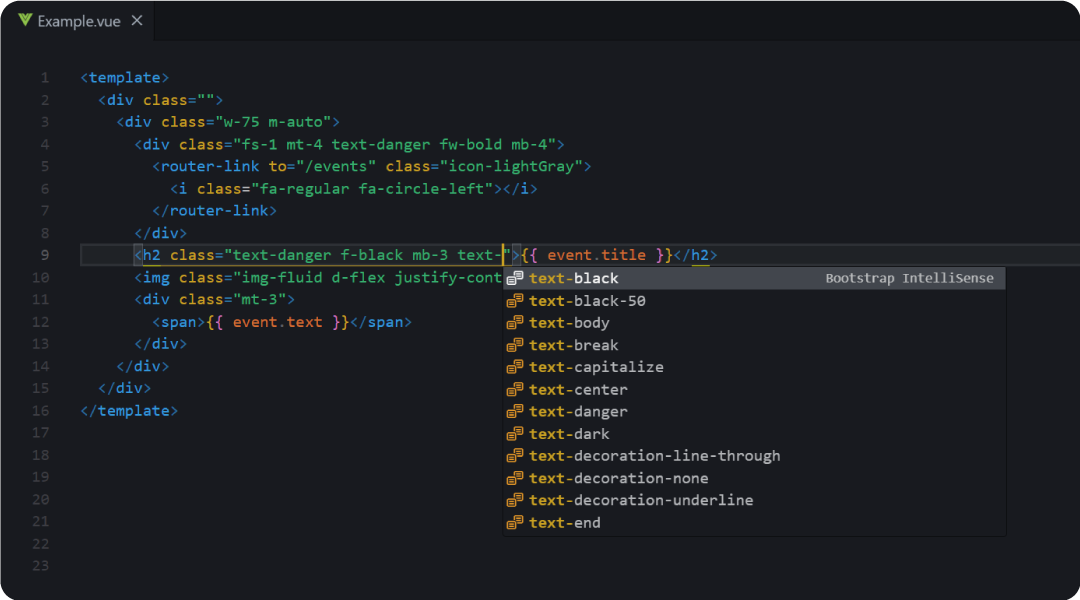 Example.vue
1 <template>
2 <div class="">
3 <div class="w-75 m-auto">
4 <div class="fs-1 mt-4 text-danger fw-bold mb-4">
5 <router-link to="/events" class="icon-lightGray">
6 <i class="fa-regular fa-circle-left"></i>
7 </router-link>
8 </div>
9 <h2 class="text-danger f-black mb-3 text-">{{ event.title }}</h2>
10 <img class="img-fluid d-flex justify-cont
11 <div class="mt-3">
12 <span>{{ event.text }}</span>
13 </div>
14 </div>
15 </div>
16 </template>
17
18
19
20
21
22
23
text-black Bootstrap IntelliSense
text-black-50
text-body
text-break
text-capitalize
text-center
text-danger
text-dark
text-decoration-line-through
text-decoration-none
text-decoration-underline
text-end